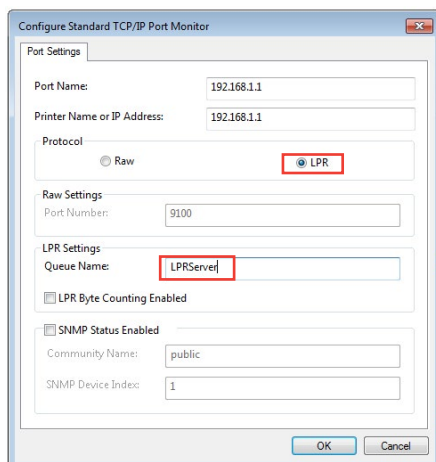 Configure Standard TCP/IP Port Monitor
Port Settings
Port Name: 192.168.1.1
Printer Name or IP Address: 192.168.1.1
Protocol
Raw LPR
Raw Settings
Port Number: 9100
LPR Settings
Queue Name: LPRServer
LPR Byte Counting Enabled
SNMP Status Enabled
Community Name: public
SNMP Device Index: 1
OK Cancel